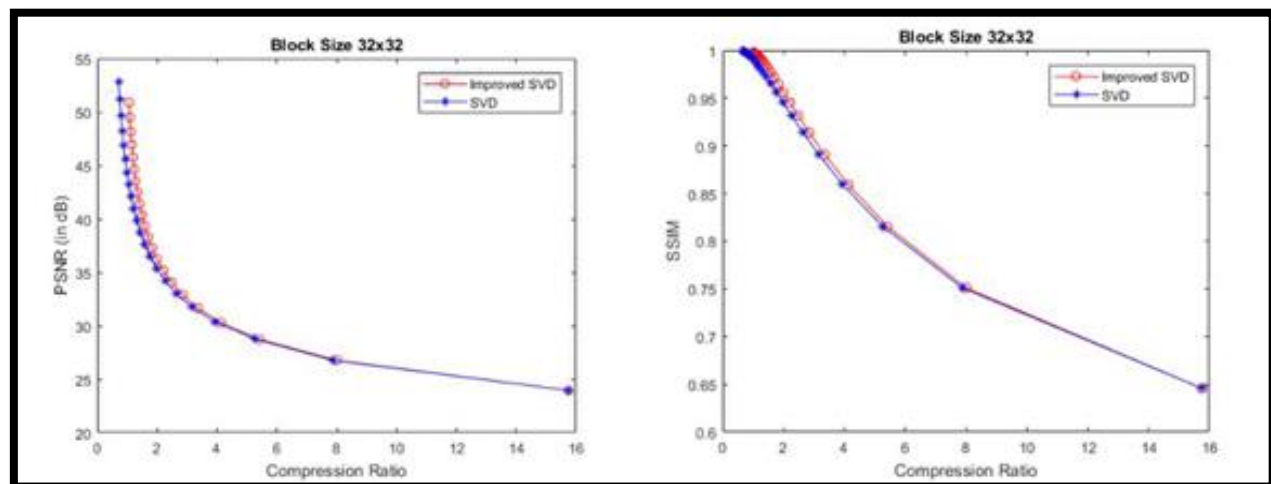 Block Size 32x32
55
50
45
40
35
30
25
20
PSNR (in dB)
Improved SVD
SVD
0 2 4 6 8 10 12 14 16
Compression Ratio
Block Size 32x32
1
0.95
0.9
0.85
0.8
0.75
0.7
0.65
0.6
SSIM
Improved SVD
SVD
0 2 4 6 8 10 12 14 16
Compression Ratio